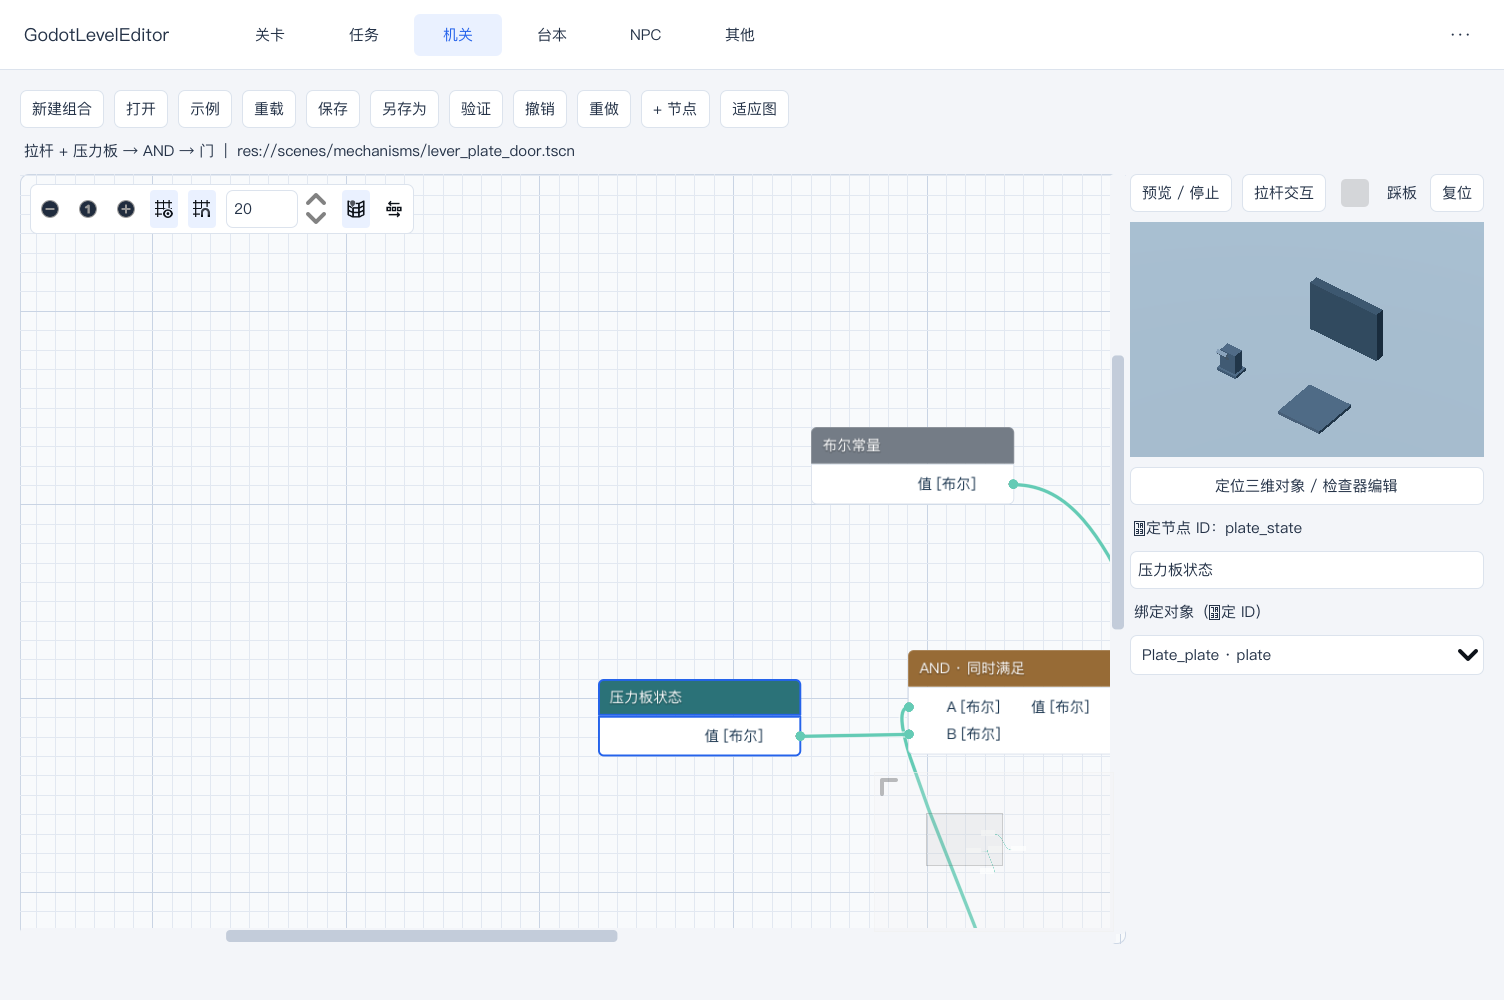 GodotLevelEditor 关卡 任务 机关 台本 NPC 其他 ···
新建组合 打开 示例 重载 保存 另存为 验证 撤销 重做 + 节点 适应图
拉杆 + 压力板 → AND → 门 | res://scenes/mechanisms/lever_plate_door.tscn
1 20
预览 / 停止 拉杆交互 踩板 复位
布尔常量
值 [布尔]
AND · 同时满足
A [布尔] 值 [布尔]
B [布尔]
压力板状态
值 [布尔]
定位三维对象 / 检查器编辑
定节点 ID: plate_state
压力板状态
绑定对象（定 ID）
Plate_plate · plate